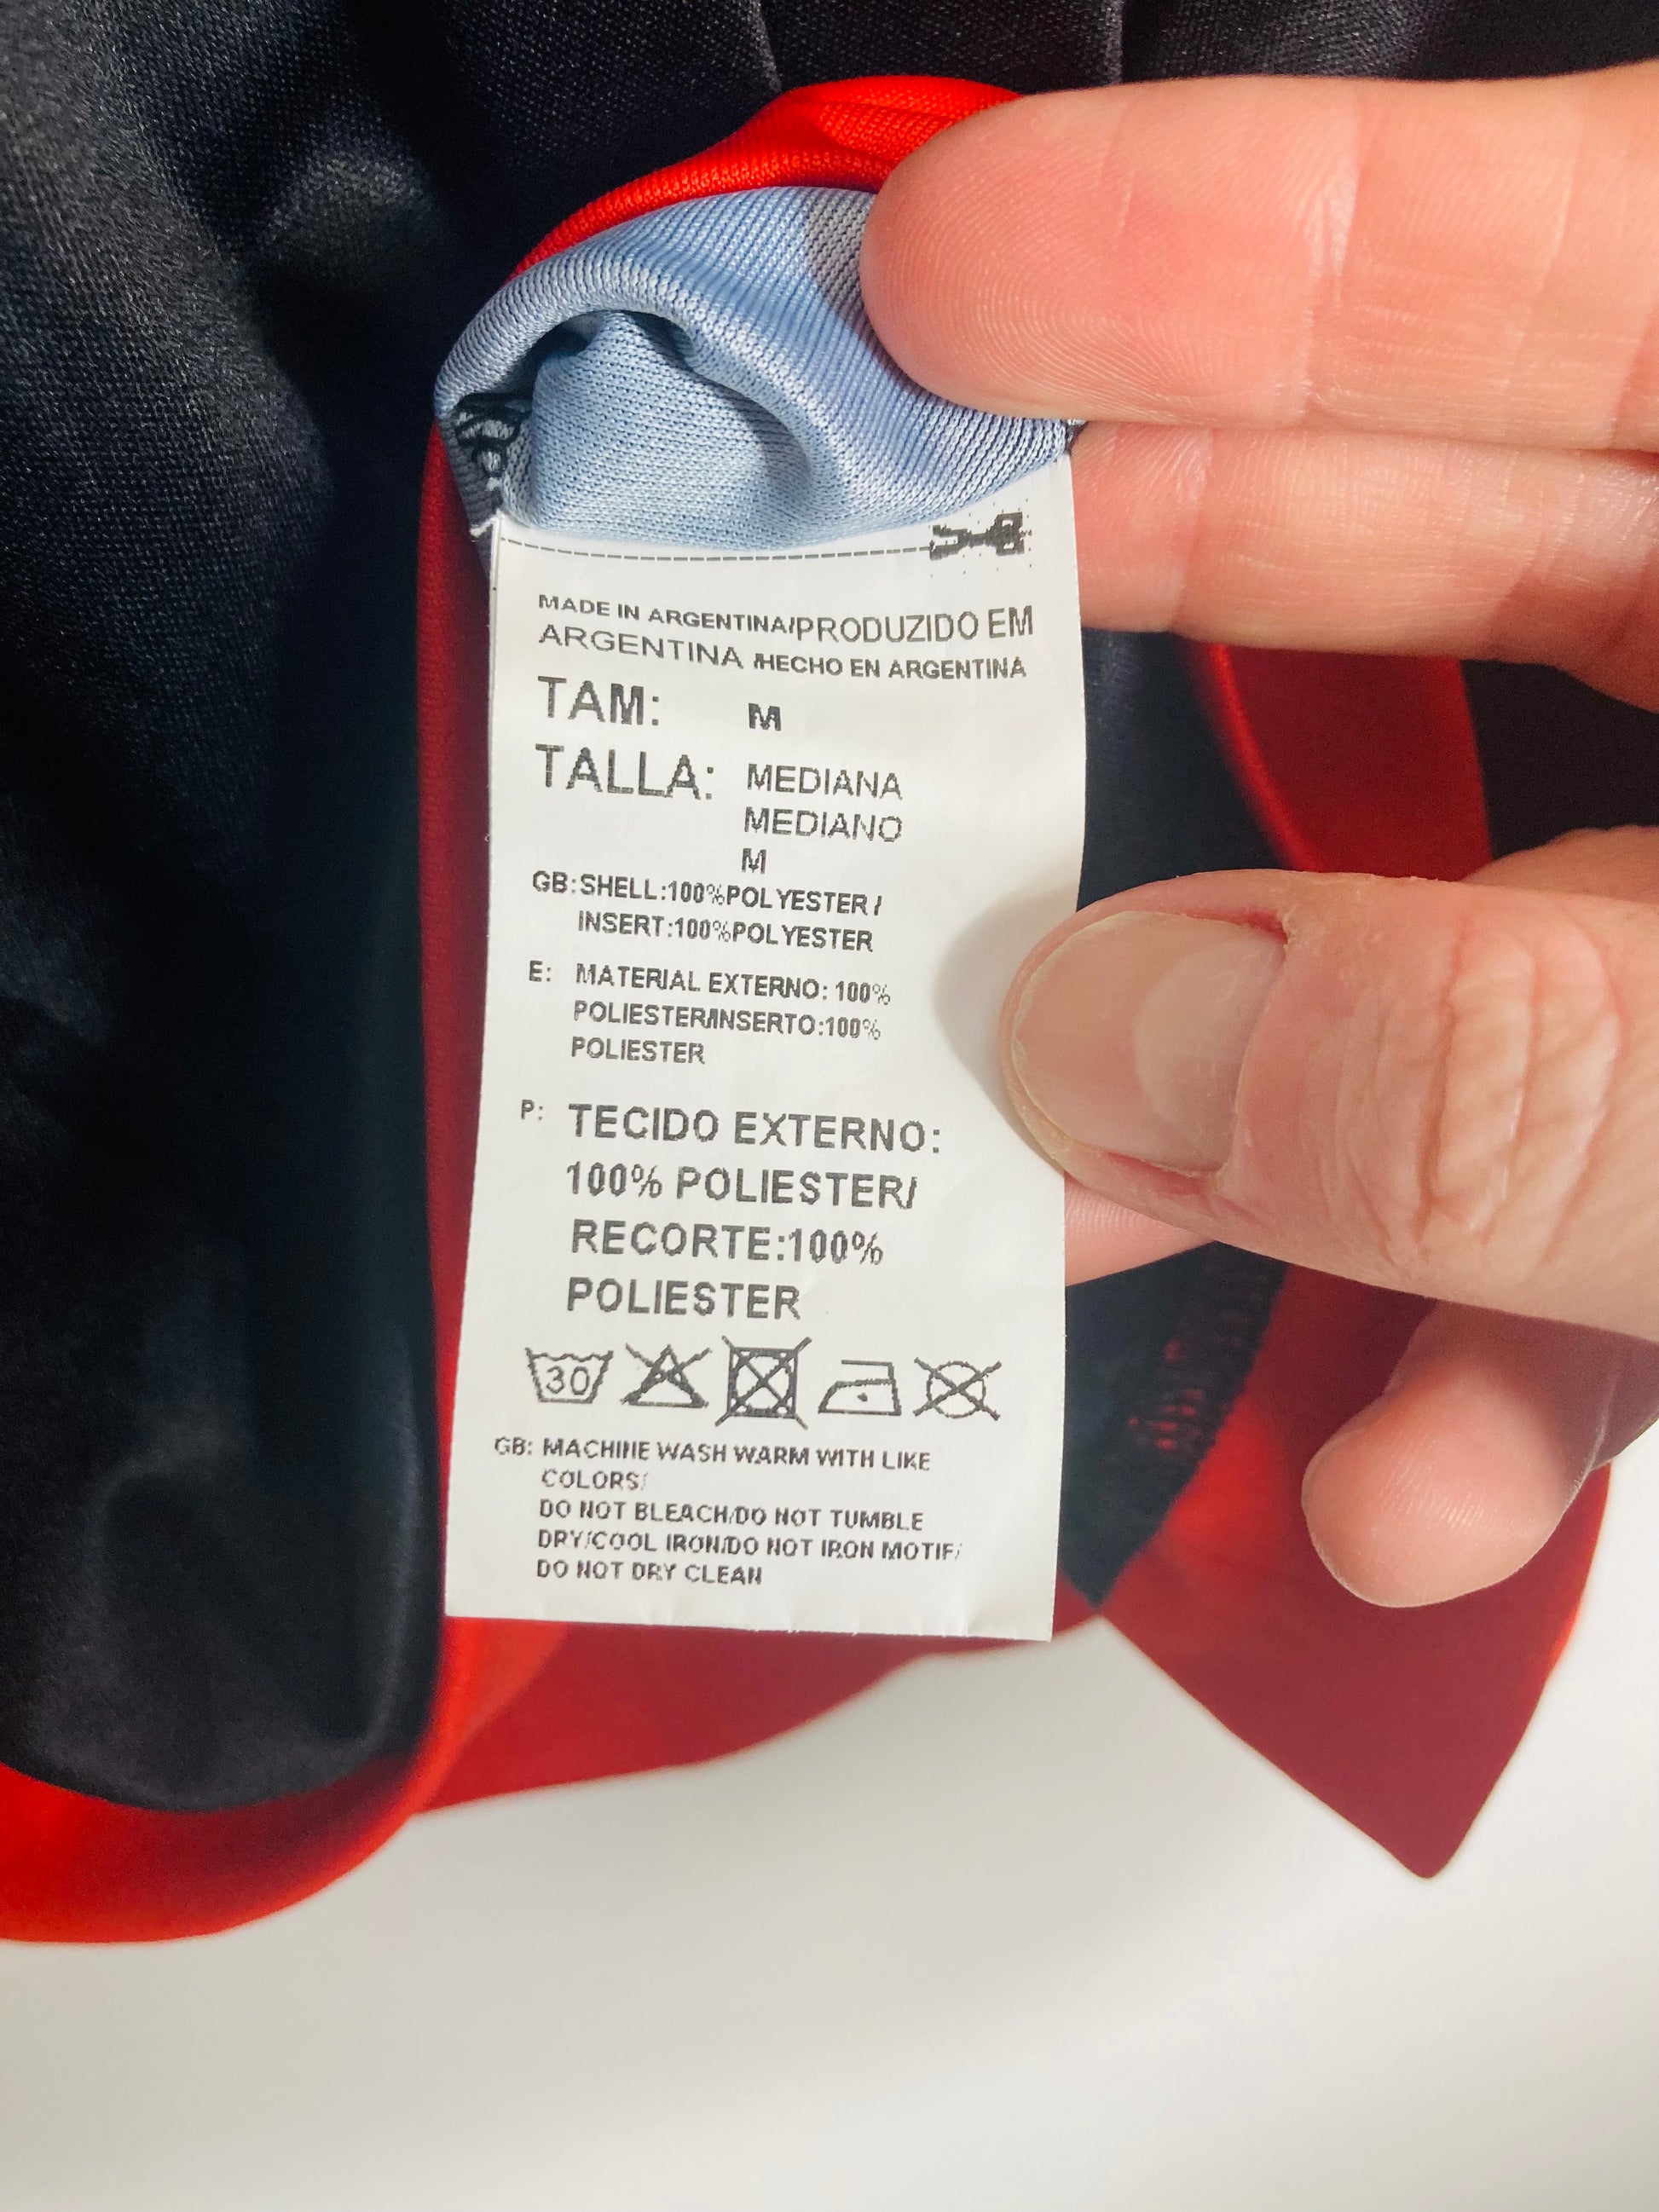 MADE IN ARGENTINA/PRODUZIDO EM
ARGENTINA /HECHO EN ARGENTINA
TAM: M
TALLA: MEDIANA
MEDIANO
M
GB:SHELL:100%POLYESTER /
INSERT:100%POLYESTER
E: MATERIAL EXTERNO: 100%
POLIESTER/INSERTO:100%
POLIESTER
P: TECIDO EXTERNO:
100% POLIESTER/
RECORTE:100%
POLIESTER
30
GB: MACHINE WASH WARM WITH LIKE
COLORS/
DO NOT BLEACH/DO NOT TUMBLE
DRY/COOL IRON/DO NOT IRON MOTIF/
DO NOT DRY CLEAN